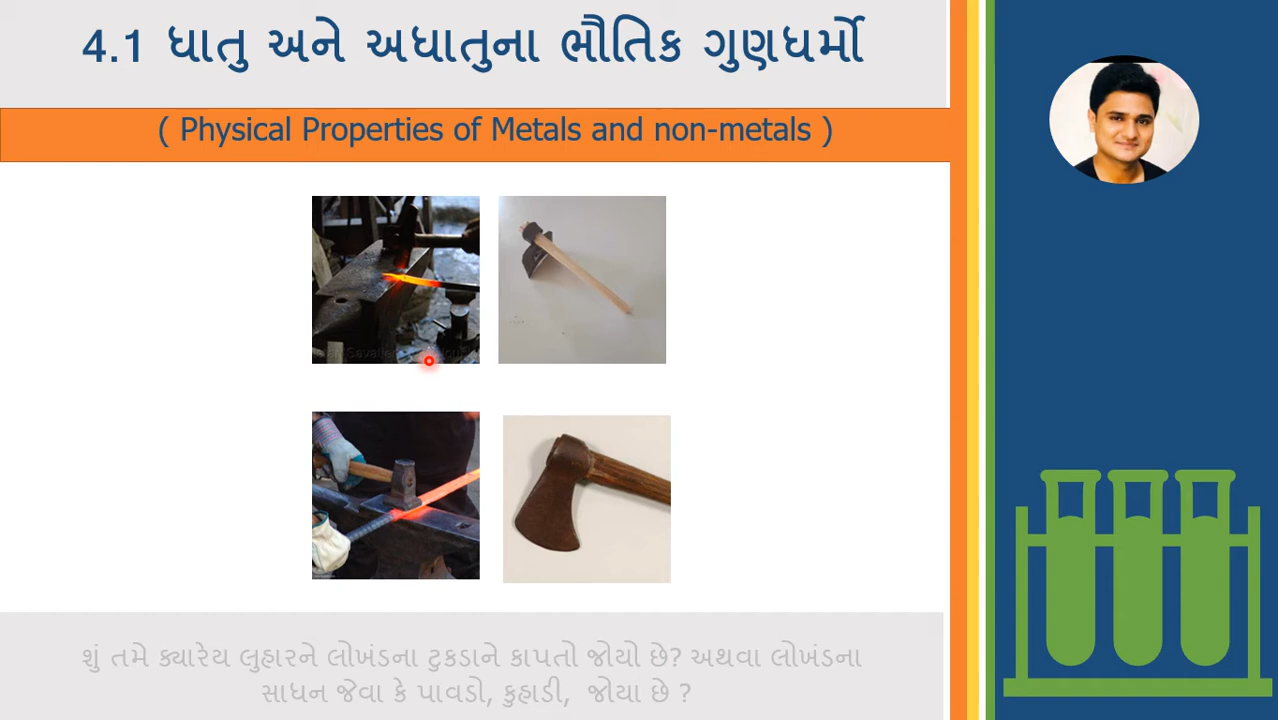 4.1 ધાતુ અને અધાતુના ભૌતિક ગુણધર્મો
( Physical Properties of Metals and non-metals )
શું તમે ક્યારેય લુહારને લોખંડના ટુકડાને કાપતો જોયો છે? અથવા લોખંડના
સાધન જેવા કે પાવડો, કુહાડી, જોયા છે ?